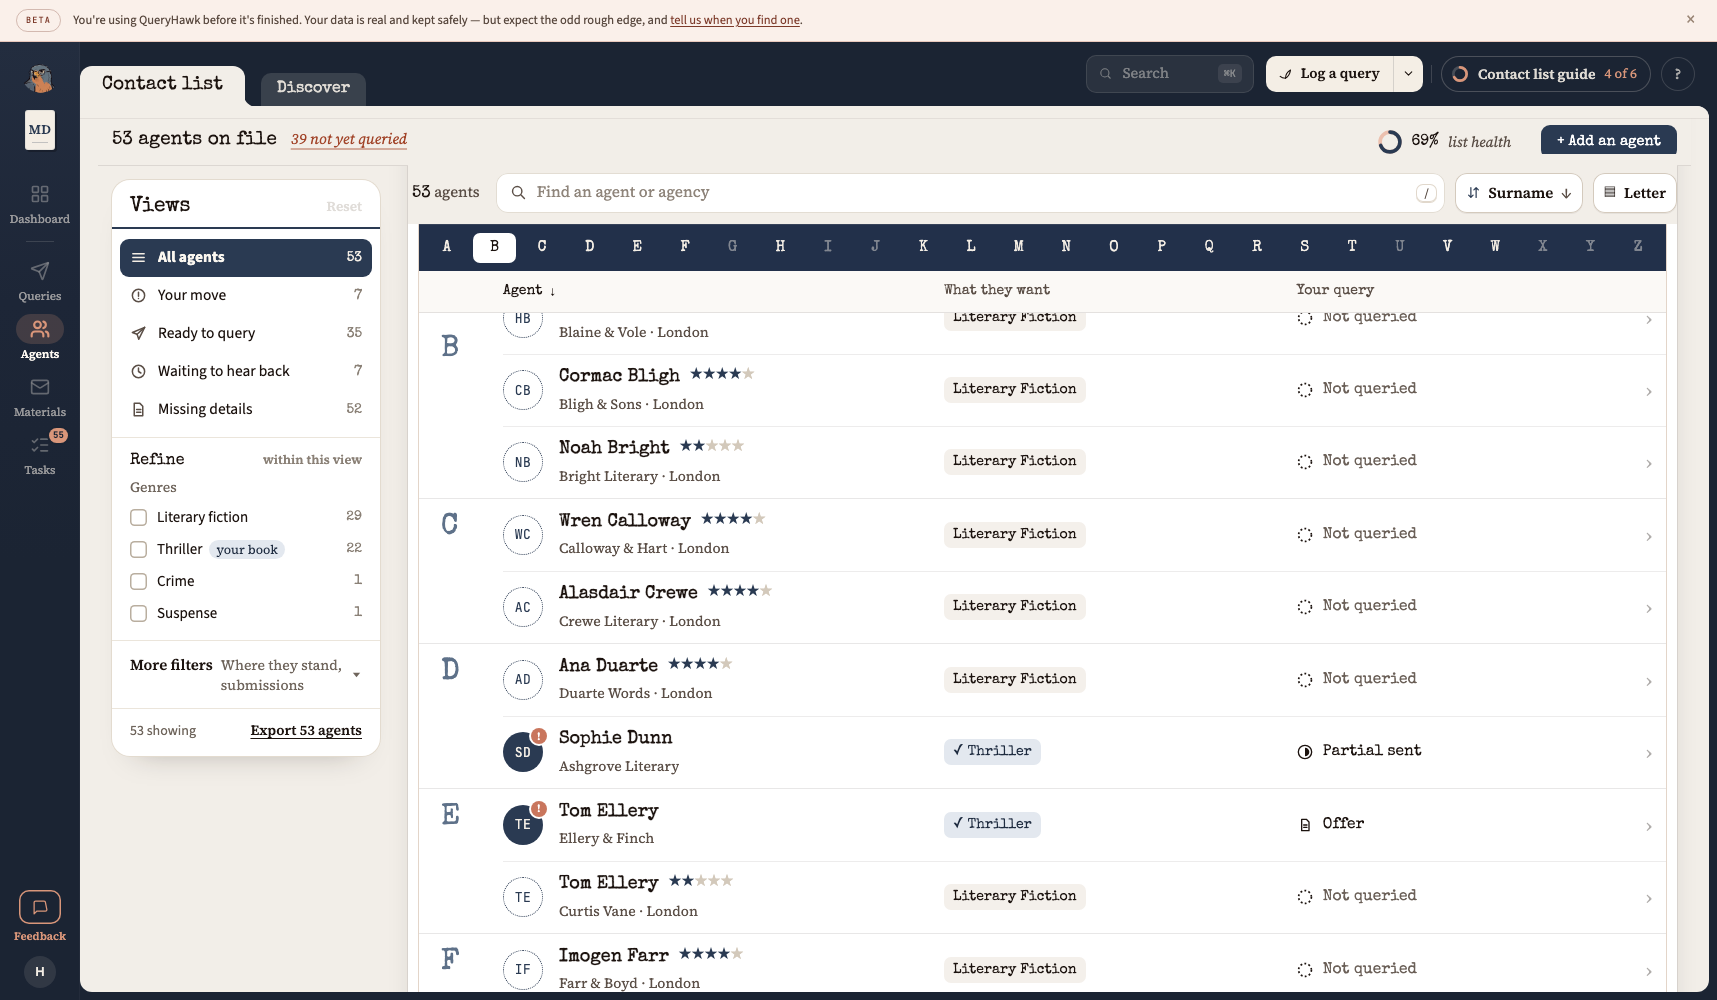 BETA You're using QueryHawk before it's finished. Your data is real and kept safely — but expect the odd rough edge, and tell us when you find one. ×
MD
Dashboard
Queries
Agents
Materials
55
Tasks
Feedback
H
Contact list
Discover
Search ⌘K
Log a query
Contact list guide 4 of 6
?
53 agents on file 39 not yet queried
69% list health
+ Add an agent
Views Reset
All agents 53
Your move 7
Ready to query 35
Waiting to hear back 7
Missing details 52
Refine within this view
Genres
Literary fiction 29
Thriller your book 22
Crime 1
Suspense 1
More filters Where they stand,
submissions
53 showing Export 53 agents
53 agents
Find an agent or agency /
Surname ↓
Letter
A B C D E F G H I J K L M N O P Q R S T U V W X Y Z
Agent ↓ What they want Your query
B
HB Literary Fiction Not queried ›
Blaine & Vole · London
CB Cormac Bligh ★★★★★ Literary Fiction Not queried ›
Bligh & Sons · London
NB Noah Bright ★★★★★ Literary Fiction Not queried ›
Bright Literary · London
C
WC Wren Calloway ★★★★★ Literary Fiction Not queried ›
Calloway & Hart · London
AC Alasdair Crewe ★★★★★ Literary Fiction Not queried ›
Crewe Literary · London
D
AD Ana Duarte ★★★★★ Literary Fiction Not queried ›
Duarte Words · London
SD ! Sophie Dunn ✓ Thriller Partial sent ›
Ashgrove Literary
E
TE ! Tom Ellery ✓ Thriller Offer ›
Ellery & Finch
TE Tom Ellery ★★★★★ Literary Fiction Not queried ›
Curtis Vane · London
F
IF Imogen Farr ★★★★★ Literary Fiction Not queried ›
Farr & Boyd · London